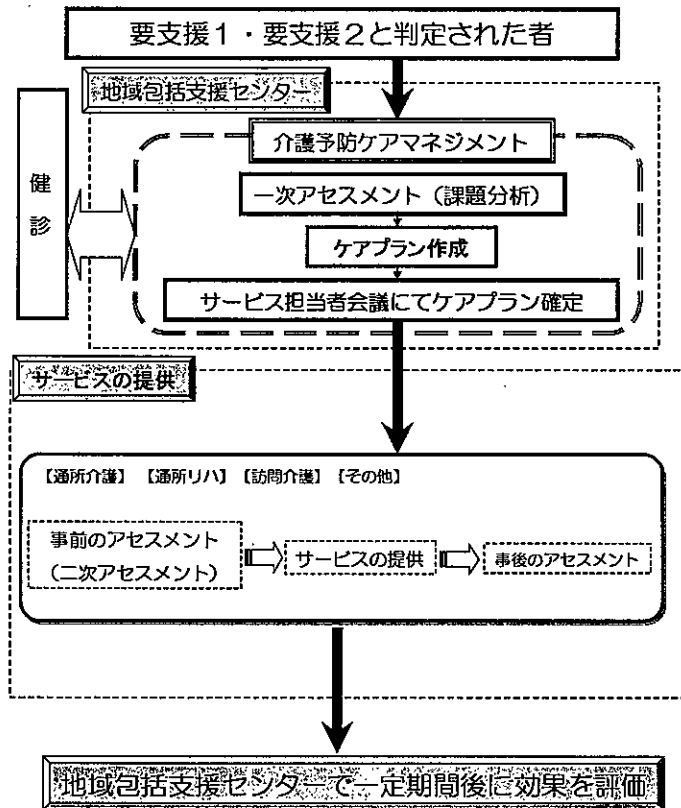 要支援1・要支援2と判定された者
地域包括支援センター
健診
介護予防ケアマネジメント
一次アセスメント（課題分析）
ケアプラン作成
サービス担当者会議にてケアプラン確定
サービスの提供
【通所介護】【通所リハ】【訪問介護】【その他】
事前のアセスメント
（二次アセスメント）
サービスの提供
事後のアセスメント
地域包括支援センターで一定期間後に効果を評価